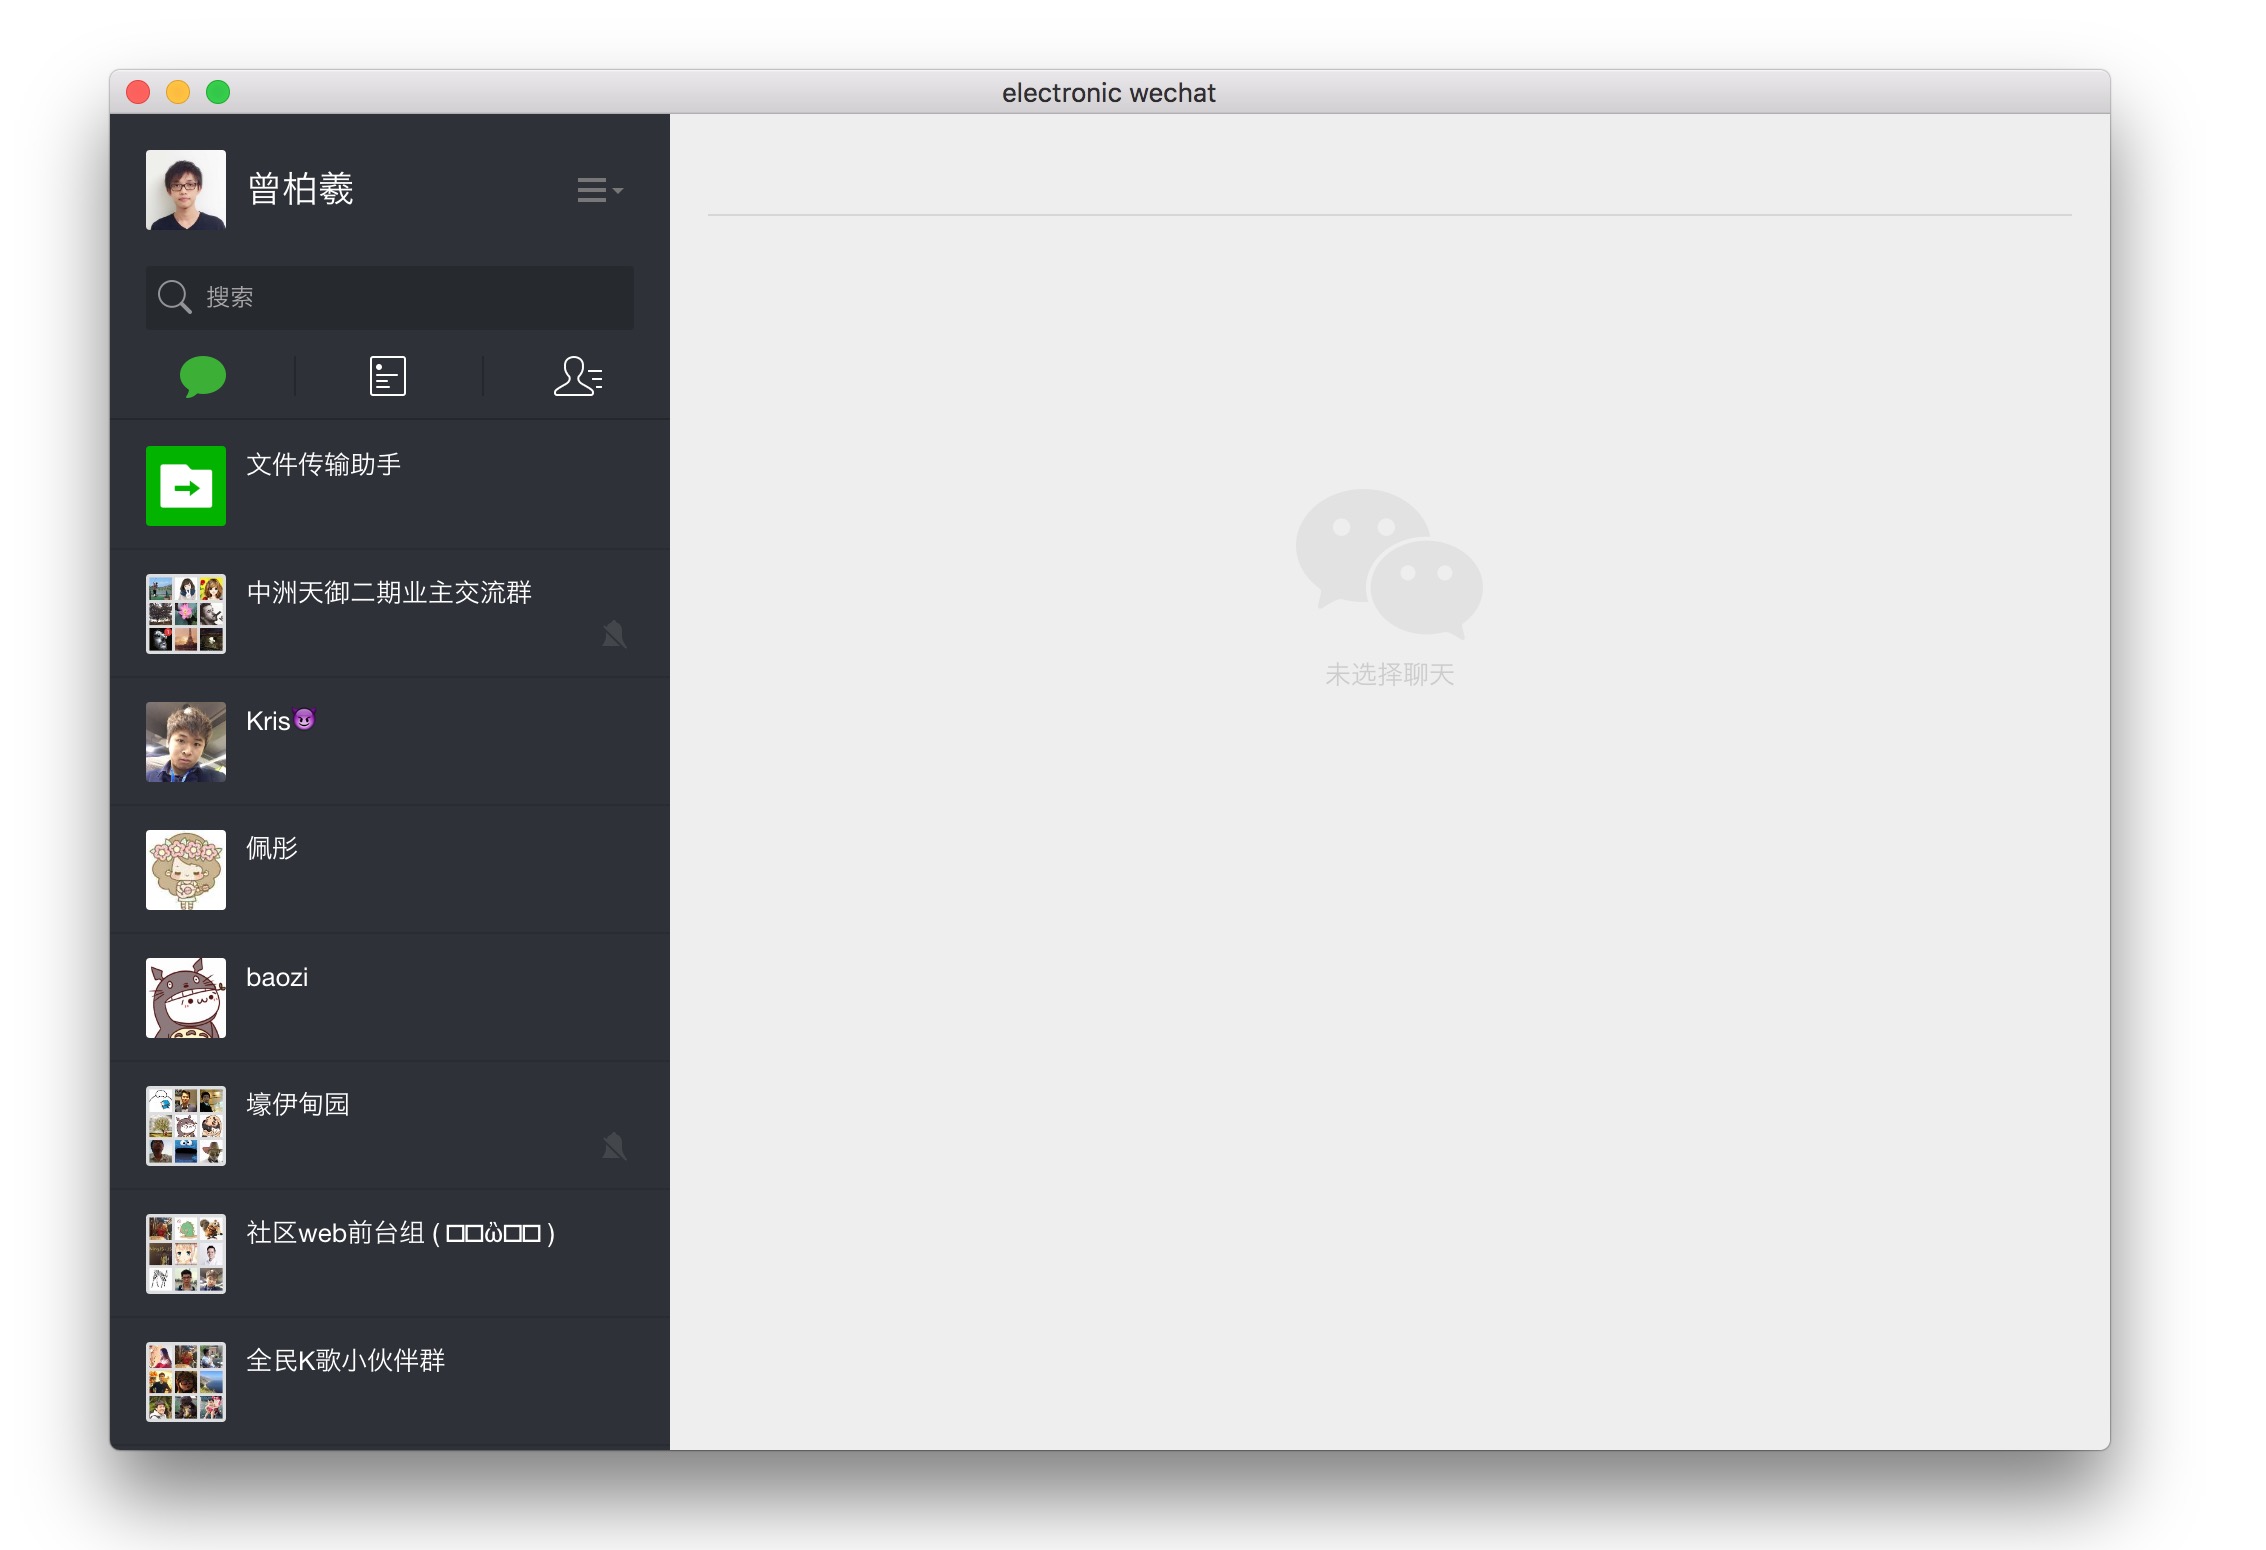 electronic wechat
曾柏羲
搜索
文件传输助手
中洲天御二期业主交流群
Kris😈
佩彤
baozi
壕伊甸园
社区web前台组 ( □□ὼ□□ )
全民K歌小伙伴群
未选择聊天